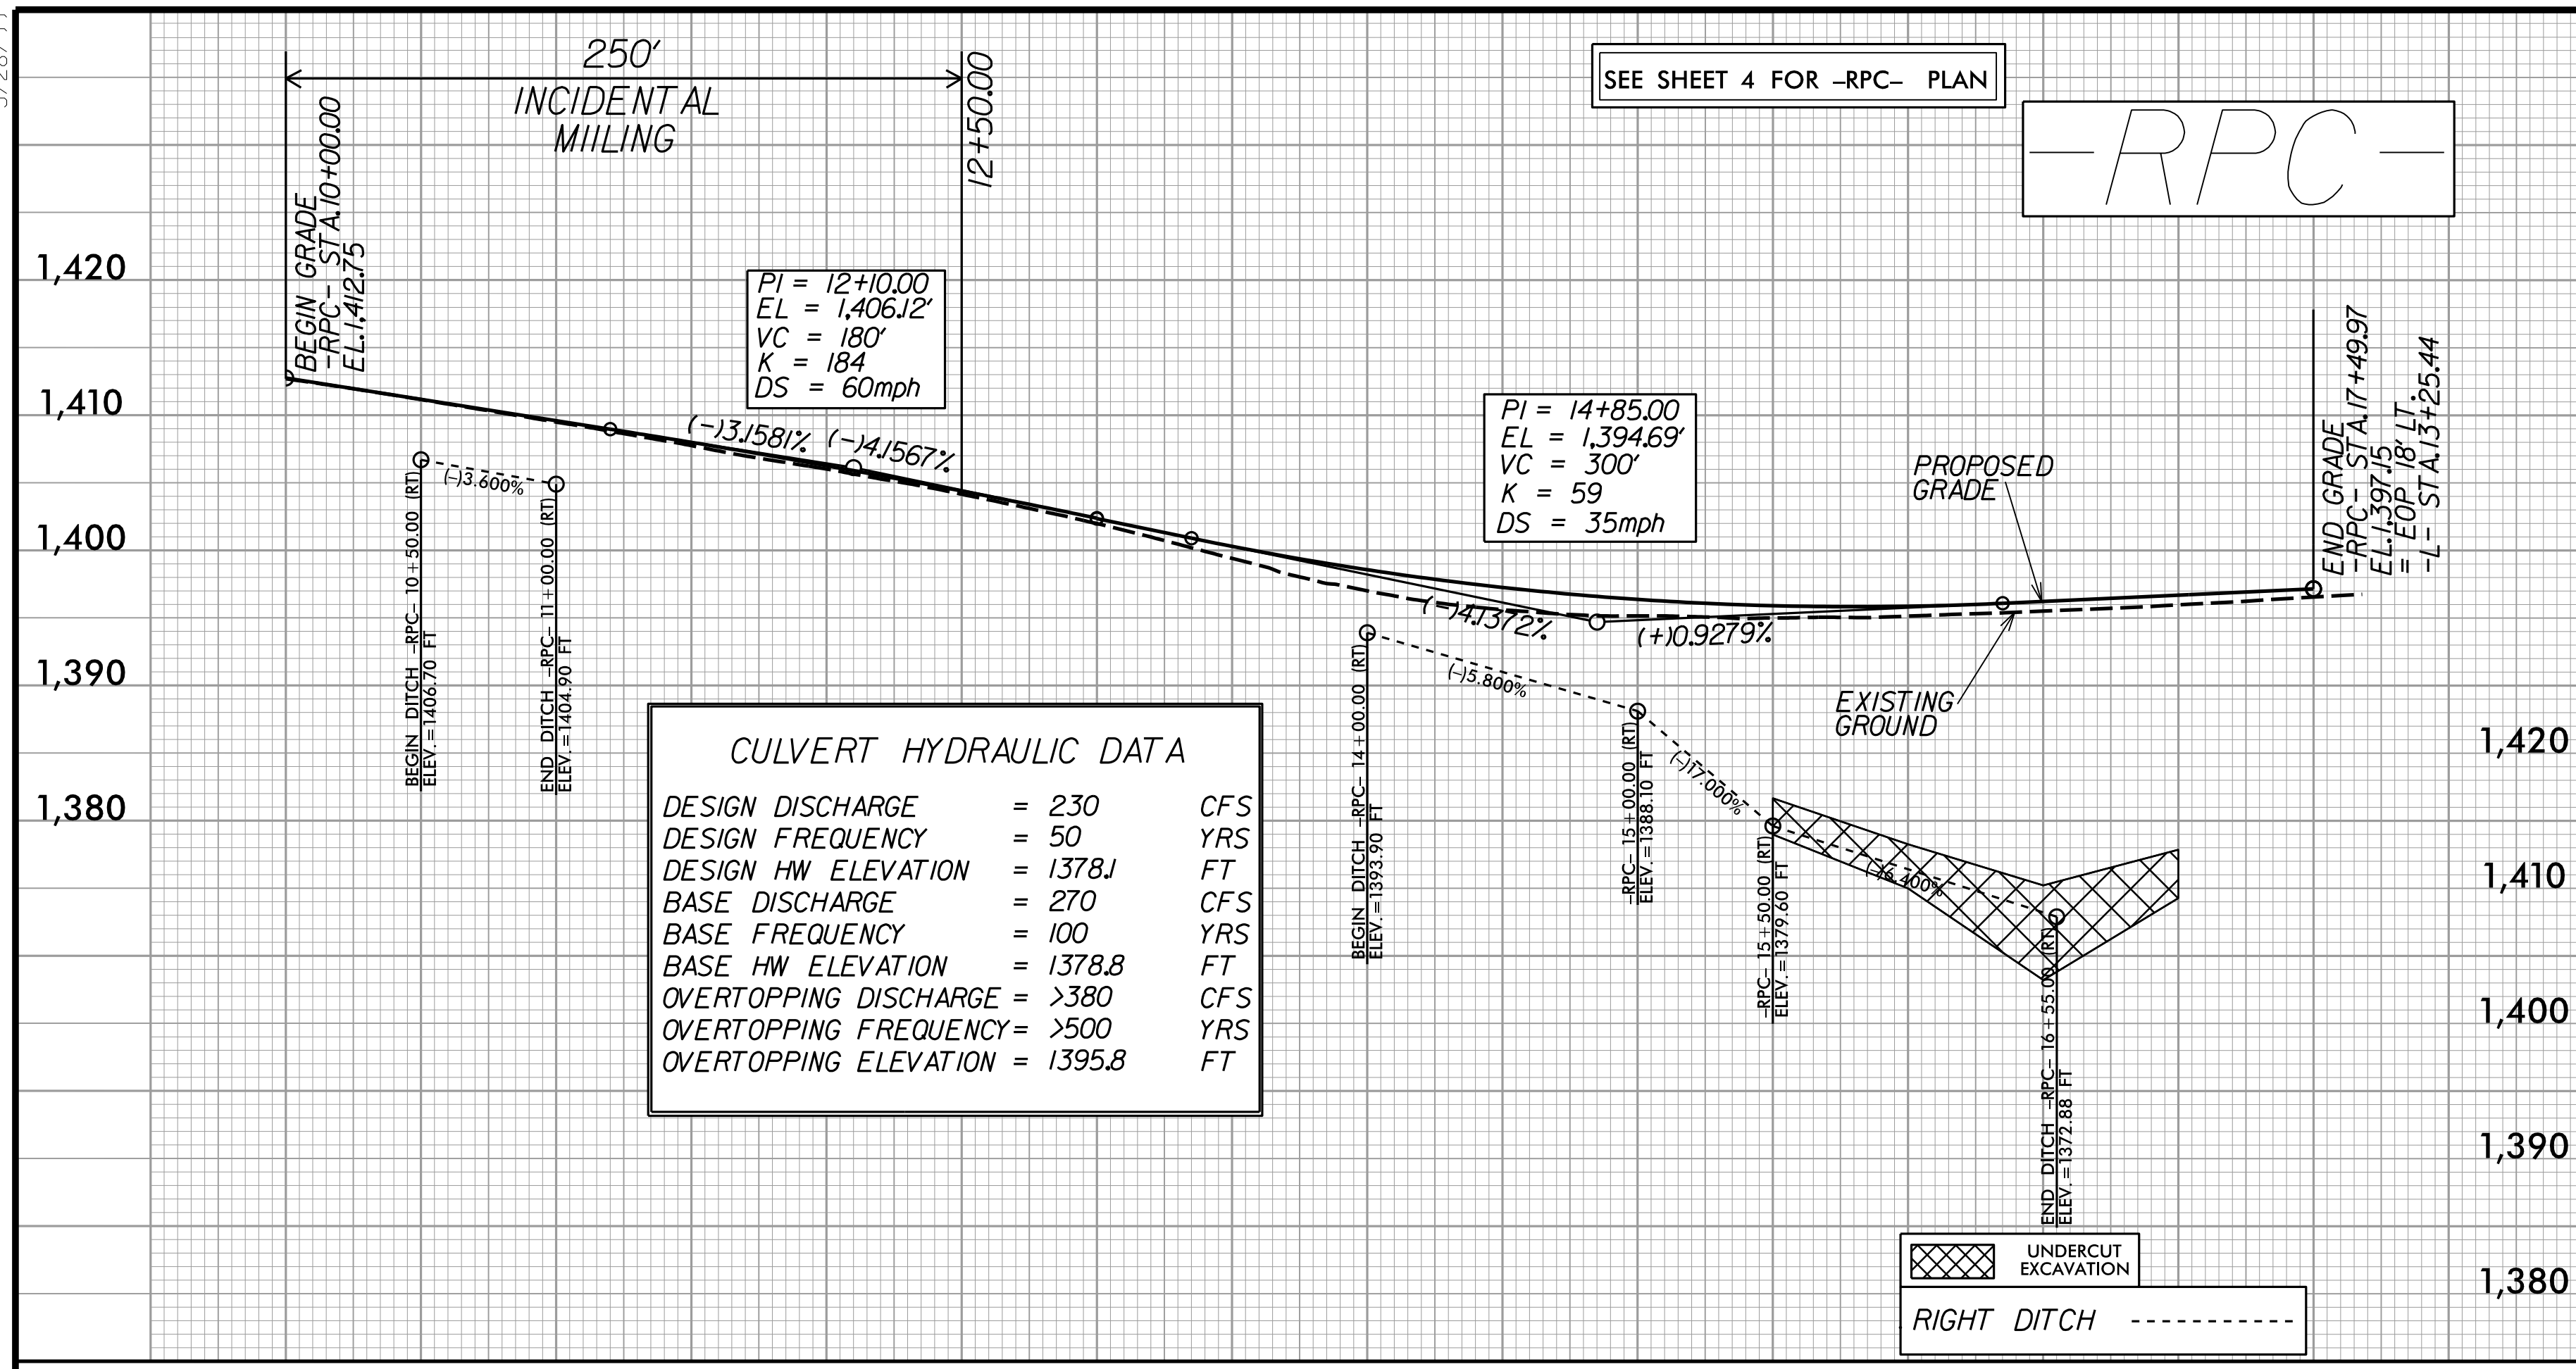 250'
INCIDENTAL
MIILING
12+50.00
BEGIN GRADE
-RPC- STA.10+00.00
EL.1,412.75
SEE SHEET 4 FOR -RPC- PLAN
-RPC-
1,420
1,410
1,400
1,390
1,380
PI = 12+10.00
EL = 1,406.12'
VC = 180'
K = 184
DS = 60mph
(-)3.1581%
(-)4.1567%
PI = 14+85.00
EL = 1,394.69'
VC = 300'
K = 59
DS = 35mph
(-)4.1372%
(+)0.9279%
PROPOSED
GRADE
EXISTING
GROUND
END GRADE
-RPC- STA.17+49.97
EL.1,397.15
= EOP 18' LT.
-L- STA.13+25.44
BEGIN DITCH -RPC- 10+50.00 (RT)
ELEV.=1406.70 FT
(-)3.600%
END DITCH -RPC- 11+00.00 (RT)
ELEV.=1404.90 FT
BEGIN DITCH -RPC- 14+00.00 (RT)
ELEV.=1393.90 FT
(-)5.800%
-RPC- 15+00.00 (RT)
ELEV.=1388.10 FT
(-)17.000%
-RPC- 15+50.00 (RT)
ELEV.=1379.60 FT
(-)6.400%
END DITCH -RPC- 16+55.00 (RT)
ELEV.=1372.88 FT
CULVERT HYDRAULIC DATA
DESIGN DISCHARGE = 230 CFS
DESIGN FREQUENCY = 50 YRS
DESIGN HW ELEVATION = 1378.1 FT
BASE DISCHARGE = 270 CFS
BASE FREQUENCY = 100 YRS
BASE HW ELEVATION = 1378.8 FT
OVERTOPPING DISCHARGE = >380 CFS
OVERTOPPING FREQUENCY = >500 YRS
OVERTOPPING ELEVATION = 1395.8 FT
1,420
1,410
1,400
1,390
1,380
UNDERCUT
EXCAVATION
RIGHT DITCH